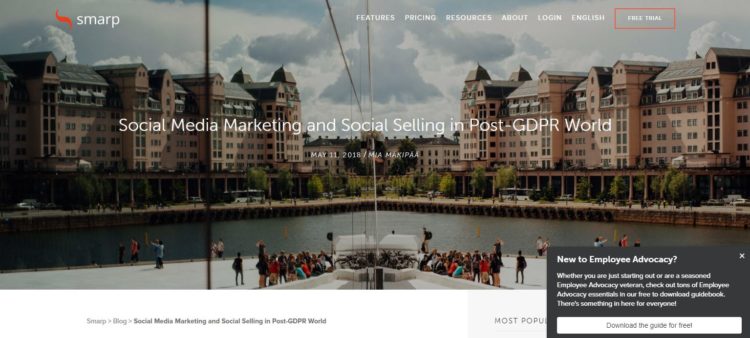 smarp
FEATURES PRICING RESOURCES ABOUT LOGIN ENGLISH FREE TRIAL
Social Media Marketing and Social Selling in Post-GDPR World
MAY 11, 2018 / MIA MÄKIPÄÄ
New to Employee Advocacy?
×
Whether you are just starting out or are a seasoned
Employee Advocacy veteran, check out tons of Employee
Advocacy essentials in our free to download guidebook.
There's something in here for everyone!
Download the guide for free!
Smarp > Blog > Social Media Marketing and Social Selling in Post-GDPR World
MOST POPUL